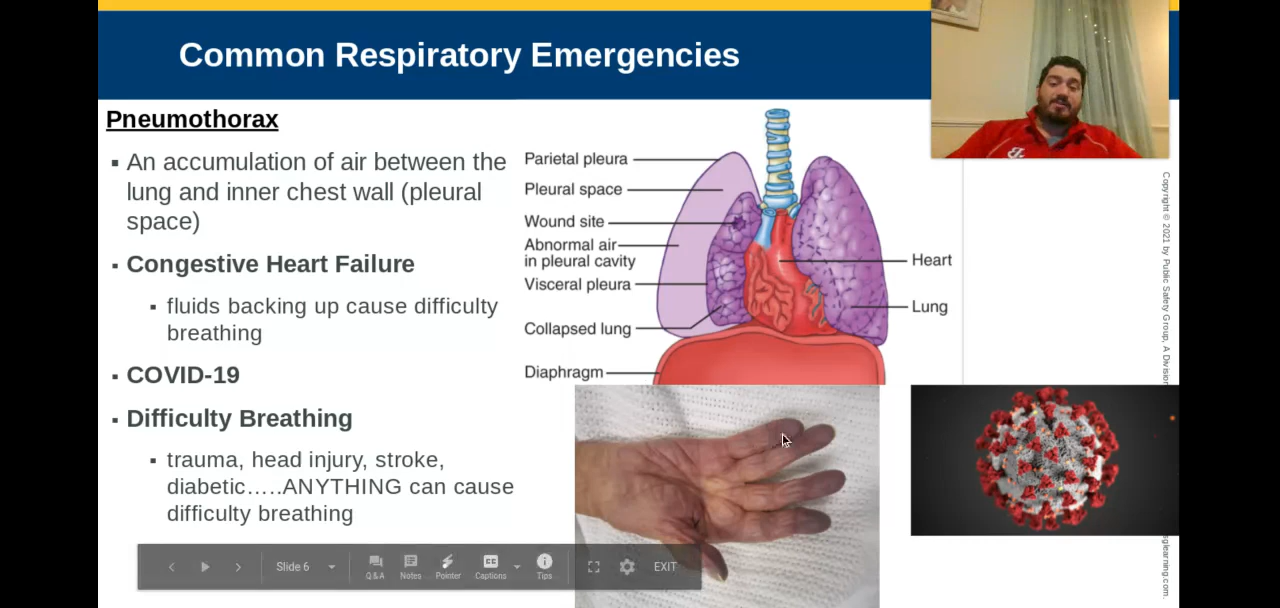 Common Respiratory Emergencies
Pneumothorax
▪ An accumulation of air between the
lung and inner chest wall (pleural
space)
▪ Congestive Heart Failure
▪ fluids backing up cause difficulty
breathing
▪ COVID-19
▪ Difficulty Breathing
▪ trauma, head injury, stroke,
diabetic…..ANYTHING can cause
difficulty breathing
Parietal pleura
Pleural space
Wound site
Abnormal air
in pleural cavity
Visceral pleura
Collapsed lung
Diaphragm
Heart
Lung
Copyright © 2021 by Public Safety Group, A Division
sglearning.com.
Slide 6
Q&A
Notes
Pointer
CC
Captions
Tips
EXIT